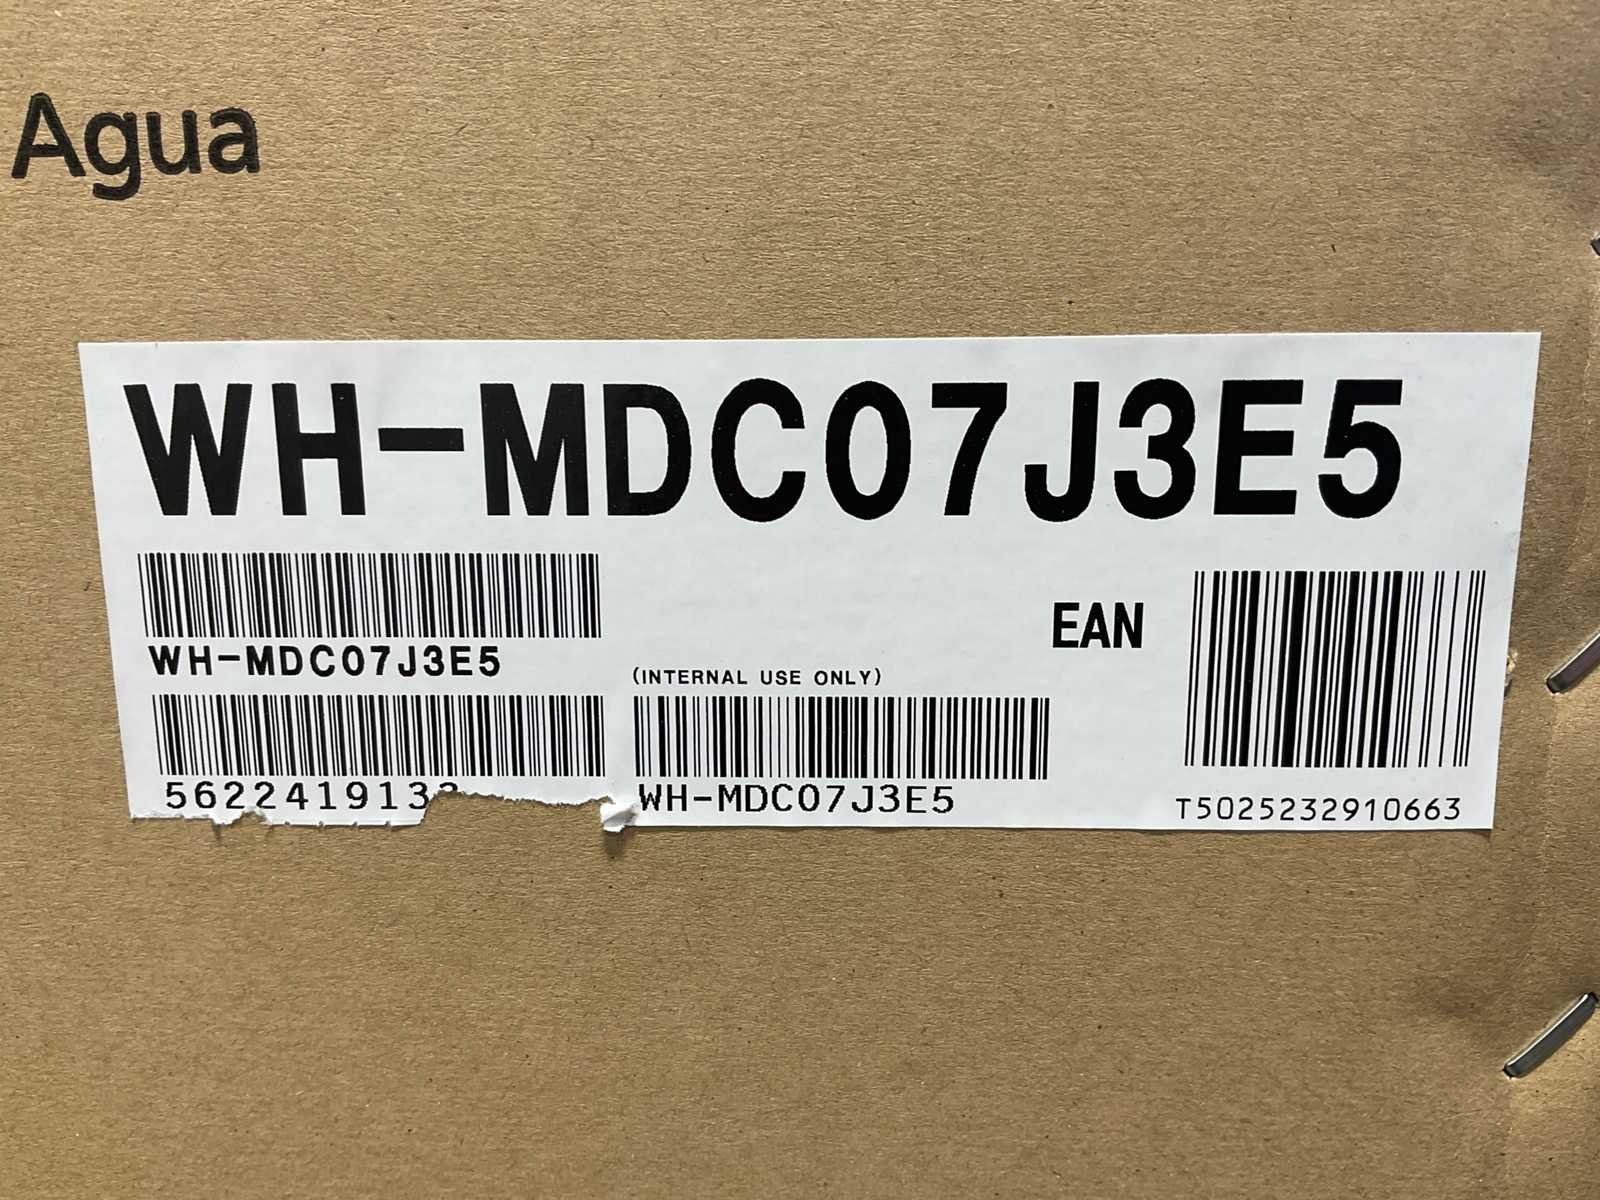 Agua
WH-MDC07J3E5
WH-MDC07J3E5
EAN
(INTERNAL USE ONLY)
WH-MDC07J3E5
T5025232910663